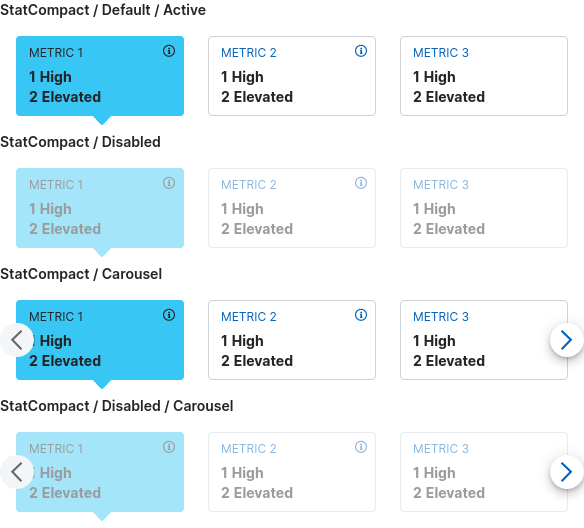 StatCompact / Default / Active
METRIC 1
METRIC 2
METRIC 3
1 High
2 Elevated
1 High
2 Elevated
1 High
2 Elevated
StatCompact / Disabled
METRIC 1
METRIC 2
METRIC 3
1 High
2 Elevated
1 High
2 Elevated
1 High
2 Elevated
StatCompact / Carousel
METRIC 1
METRIC 2
METRIC 3
High
2 Elevated
1 High
2 Elevated
1 High
2 Elevated
StatCompact / Disabled / Carousel
METRIC 1
METRIC 2
METRIC 3
High
2 Elevated
1 High
2 Elevated
1 High
2 Elevated